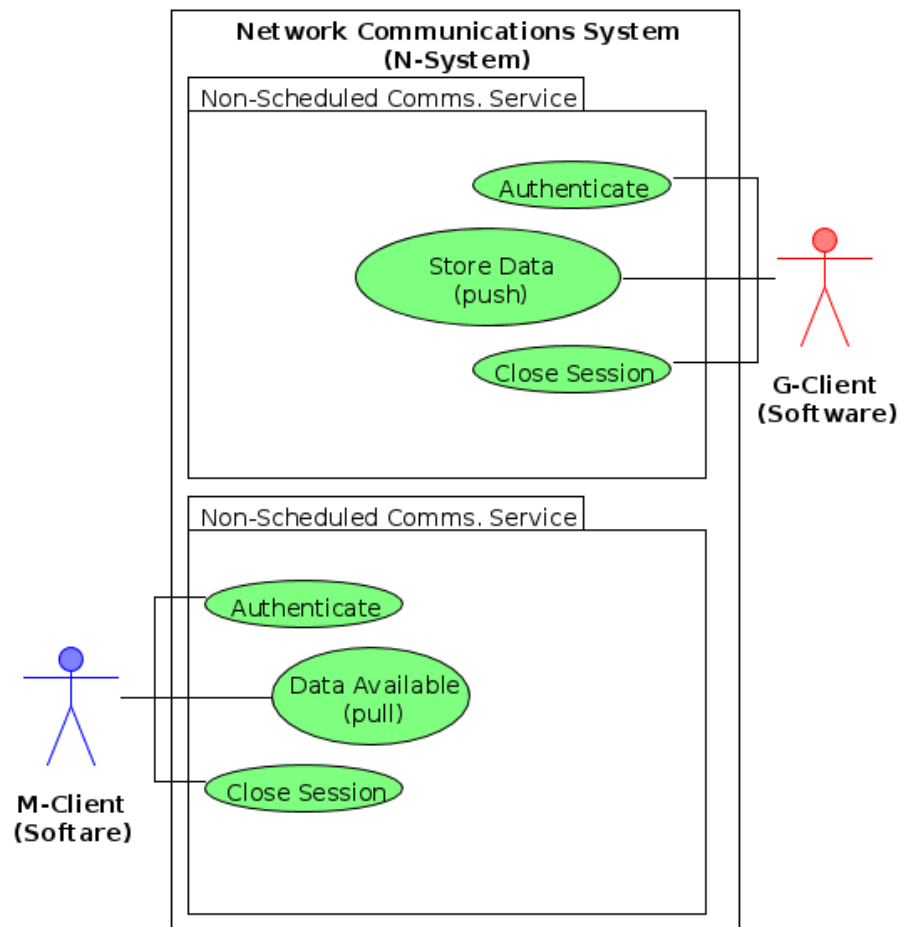 Network Communications System
(N-System)
Non-Scheduled Comms. Service
Authenticate
Store Data
(push)
Close Session
G-Client
(Software)
Non-Scheduled Comms. Service
Authenticate
Data Available
(pull)
Close Session
M-Client
(Softare)